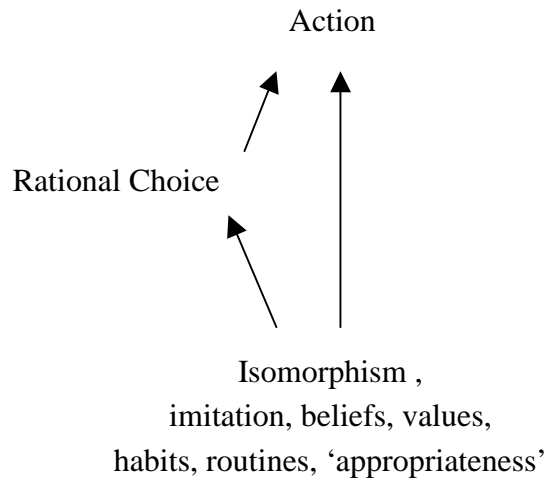 Action
Rational Choice
Isomorphism ,
imitation, beliefs, values,
habits, routines, ‘appropriateness’